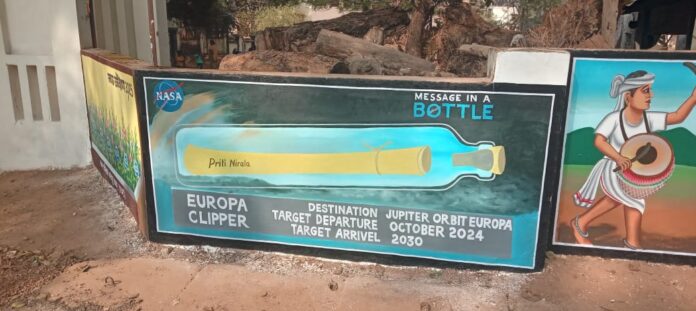 NASA
MESSAGE IN A
BOTTLE
Priti Nirala
EUROPA
CLIPPER
DESTINATION JUPITER ORBIT EUROPA
TARGET DEPARTURE OCTOBER 2024
TARGET ARRIVEL 2030